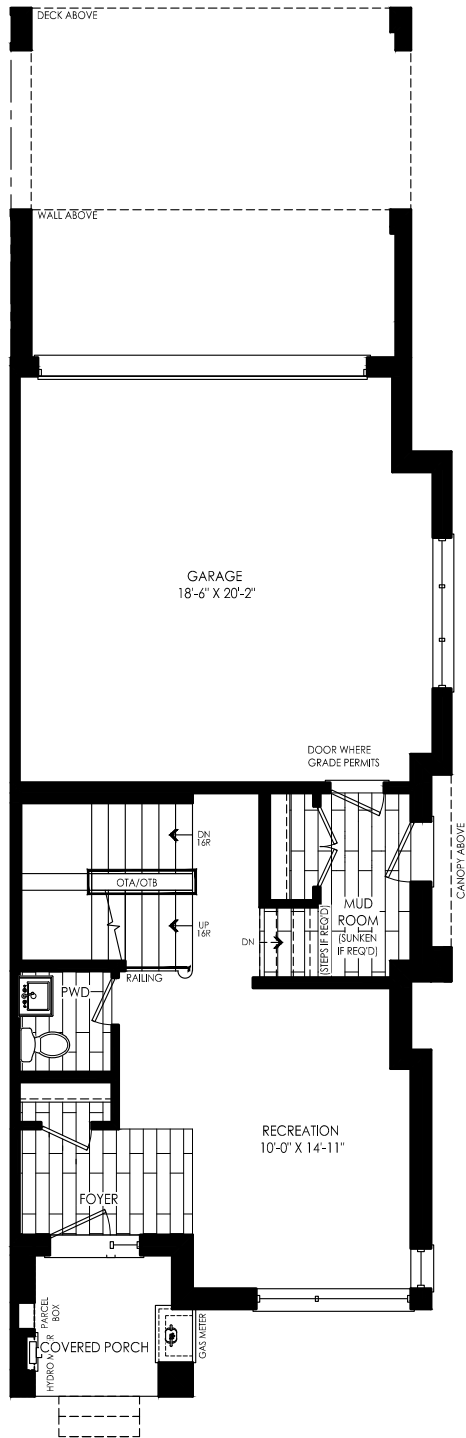 DECK ABOVE
WALL ABOVE
GARAGE
18'-6" X 20'-2"
DOOR WHERE
GRADE PERMITS
CANOPY ABOVE
DN
16R
OTA/OTB
UP
16R
RAILING
DN
(STEPS IF REQ'D)
MUD
ROOM
(SUNKEN
IF REQ'D)
PWD
RECREATION
10'-0" X 14'-11"
FOYER
PARCEL
BOX
HYDRO
COVERED PORCH
GAS METER